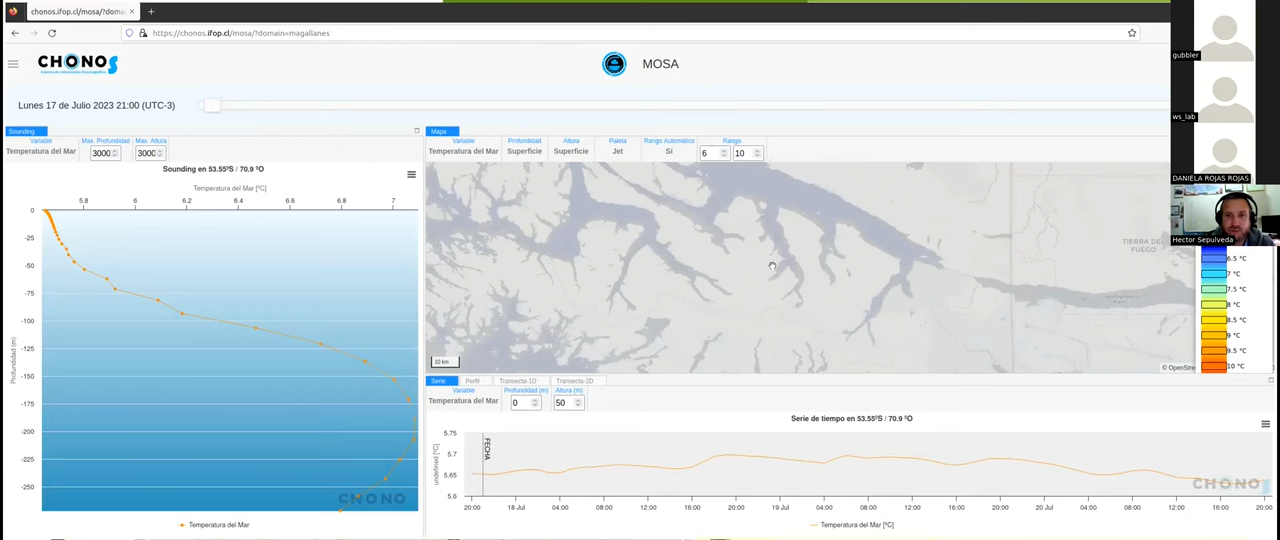 chonos.ifop.cl/mosa/?domai
https://chonos.ifop.cl/mosa/?domain=magallanes
CHONOS
Sistema de Información Oceanográfica
MOSA
Lunes 17 de Julio 2023 21:00 (UTC-3)
Sounding
Variable Max. Profundidad Max. Altura
Temperatura del Mar 3000 3000
Sounding en 53.55ºS / 70.9 ºO
Temperatura del Mar [ºC]
5.8 6 6.2 6.4 6.6 6.8 7
0
-25
-50
-75
-100
-125
-150
-175
-200
-225
-250
Profundidad (m)
CHONO
Temperatura del Mar
Mapa
Variable Profundidad Altura Paleta Rango Automático Rango
Temperatura del Mar Superficie Superficie Jet Sí 6 10
TIERRA DEL
FUEGO
10 km
© OpenStre
6.5 °C
7 °C
7.5 °C
8 °C
8.5 °C
9 °C
9.5 °C
10 °C
Serie Perfil Transecta-1D Transecta-2D
Variable Profundidad (m) Altura (m)
Temperatura del Mar 0 50
Serie de tiempo en 53.55ºS / 70.9 ºO
undefined [ºC]
5.75
5.7
5.65
5.6
FECHA
CHONOS
20:00 18 Jul 04:00 08:00 12:00 16:00 20:00 19 Jul 04:00 08:00 12:00 16:00 20:00 20 Jul 04:00 08:00 12:00 16:00 20:00
Temperatura del Mar [ºC]
gubbler
ws_lab
DANIELA ROJAS ROJAS
Hector Sepulveda